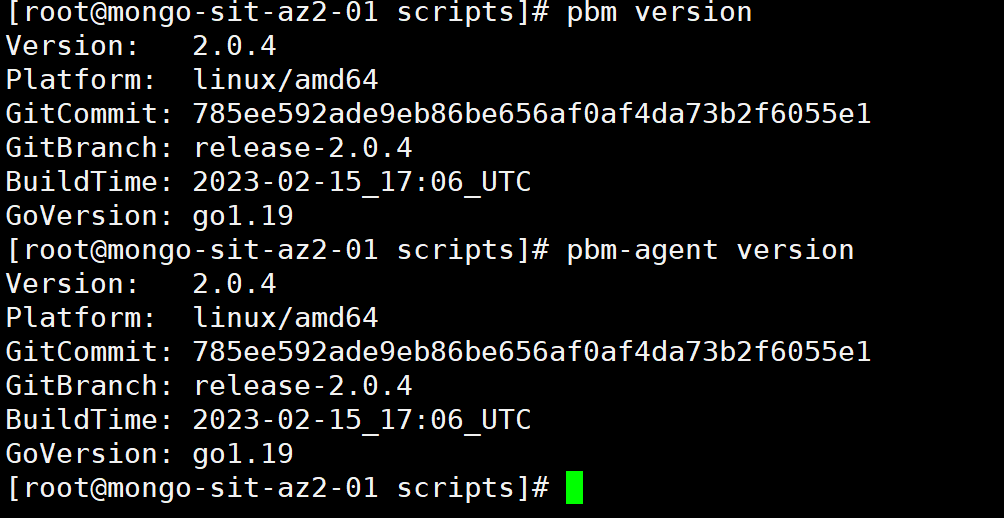 [root@mongo-sit-az2-01 scripts]# pbm version
Version:   2.0.4
Platform:  linux/amd64
GitCommit: 785ee592ade9eb86be656af0af4da73b2f6055e1
GitBranch: release-2.0.4
BuildTime: 2023-02-15_17:06_UTC
GoVersion: go1.19
[root@mongo-sit-az2-01 scripts]# pbm-agent version
Version:   2.0.4
Platform:  linux/amd64
GitCommit: 785ee592ade9eb86be656af0af4da73b2f6055e1
GitBranch: release-2.0.4
BuildTime: 2023-02-15_17:06_UTC
GoVersion: go1.19
[root@mongo-sit-az2-01 scripts]#